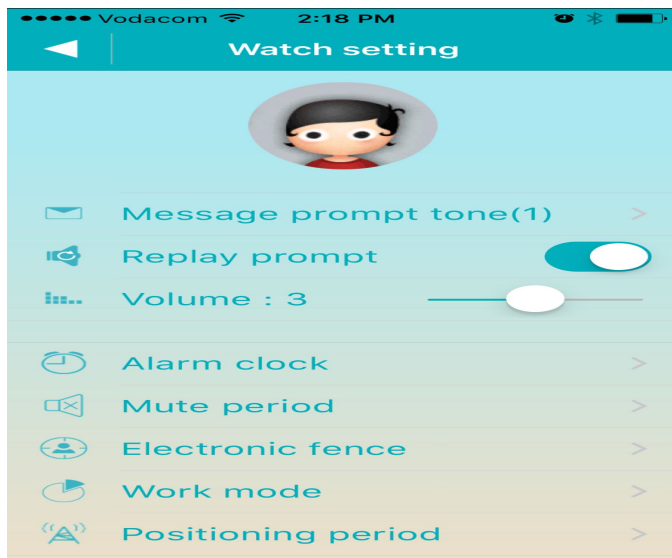 Vodacom 2:18 PM
Watch setting
Message prompt tone(1) >
Replay prompt
Volume : 3
Alarm clock >
Mute period >
Electronic fence >
Work mode >
Positioning period >